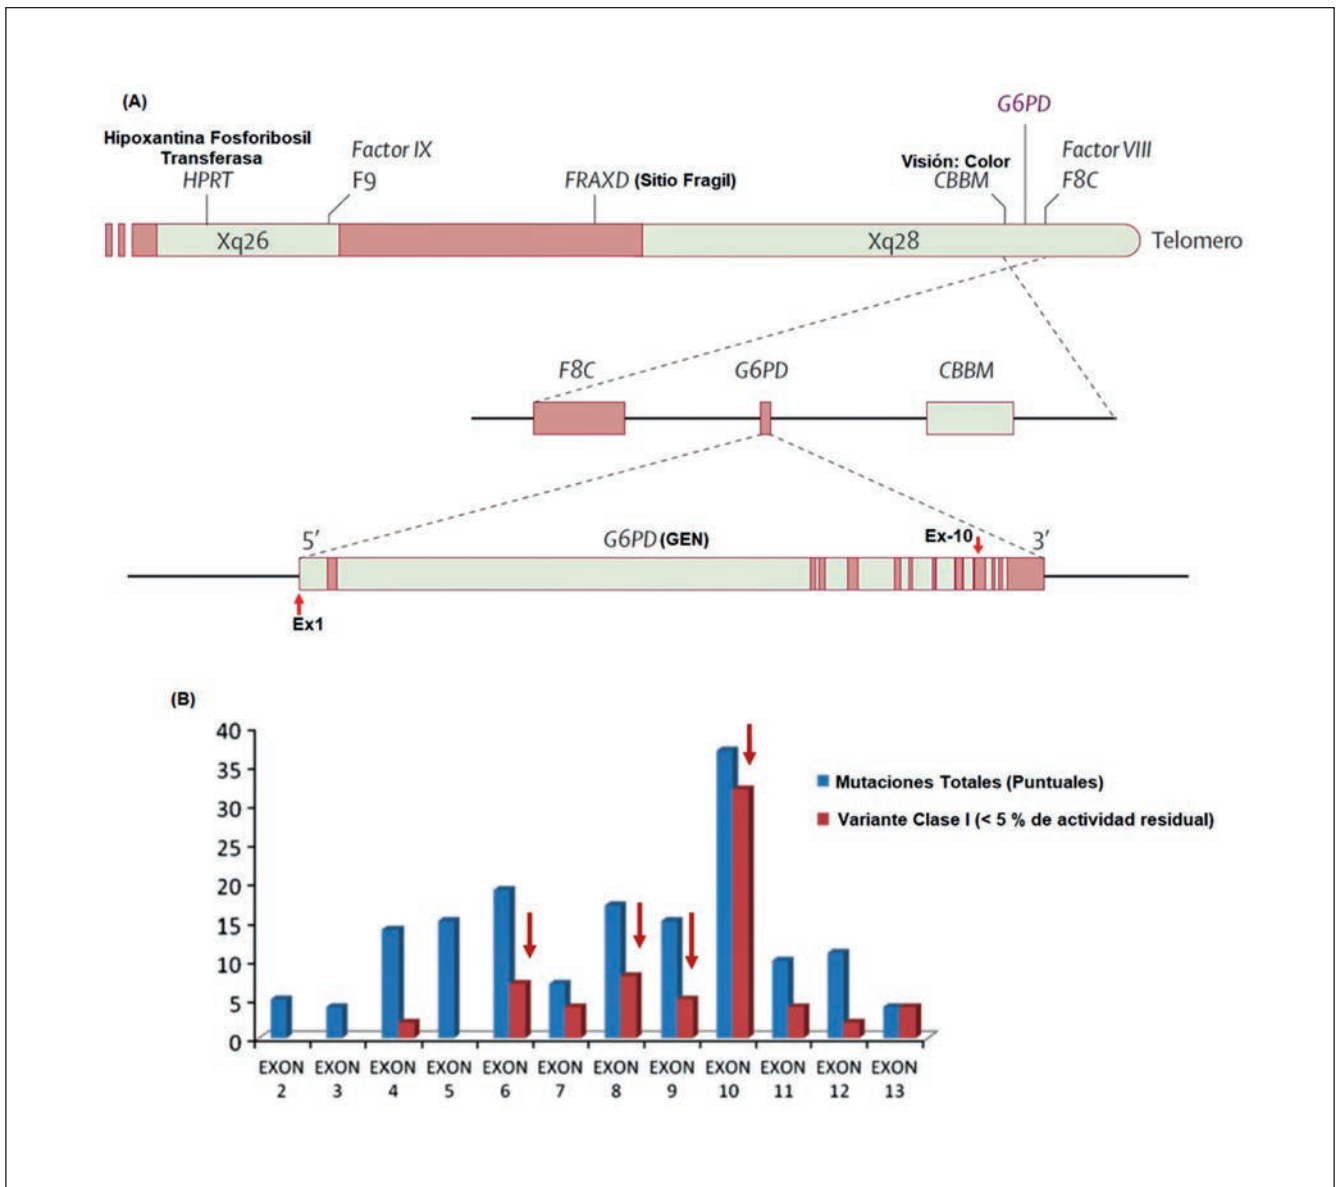 (A)
Hipoxantina Fosforibosil
Transferasa
HPRT
Factor IX
F9
FRAXD (Sitio Fragil)
Visión: Color
CBBM
G6PD
Factor VIII
F8C
Xq26
Xq28
Telomero
F8C
G6PD
CBBM
5'
G6PD (GEN)
Ex-10
3'
Ex1
(B)
40
35
30
25
20
15
10
5
0
Mutaciones Totales (Puntuales)
Variante Clase I (< 5 % de actividad residual)
EXON
2
EXON
3
EXON
4
EXON
5
EXON
6
EXON
7
EXON
8
EXON
9
EXON
10
EXON
11
EXON
12
EXON
13